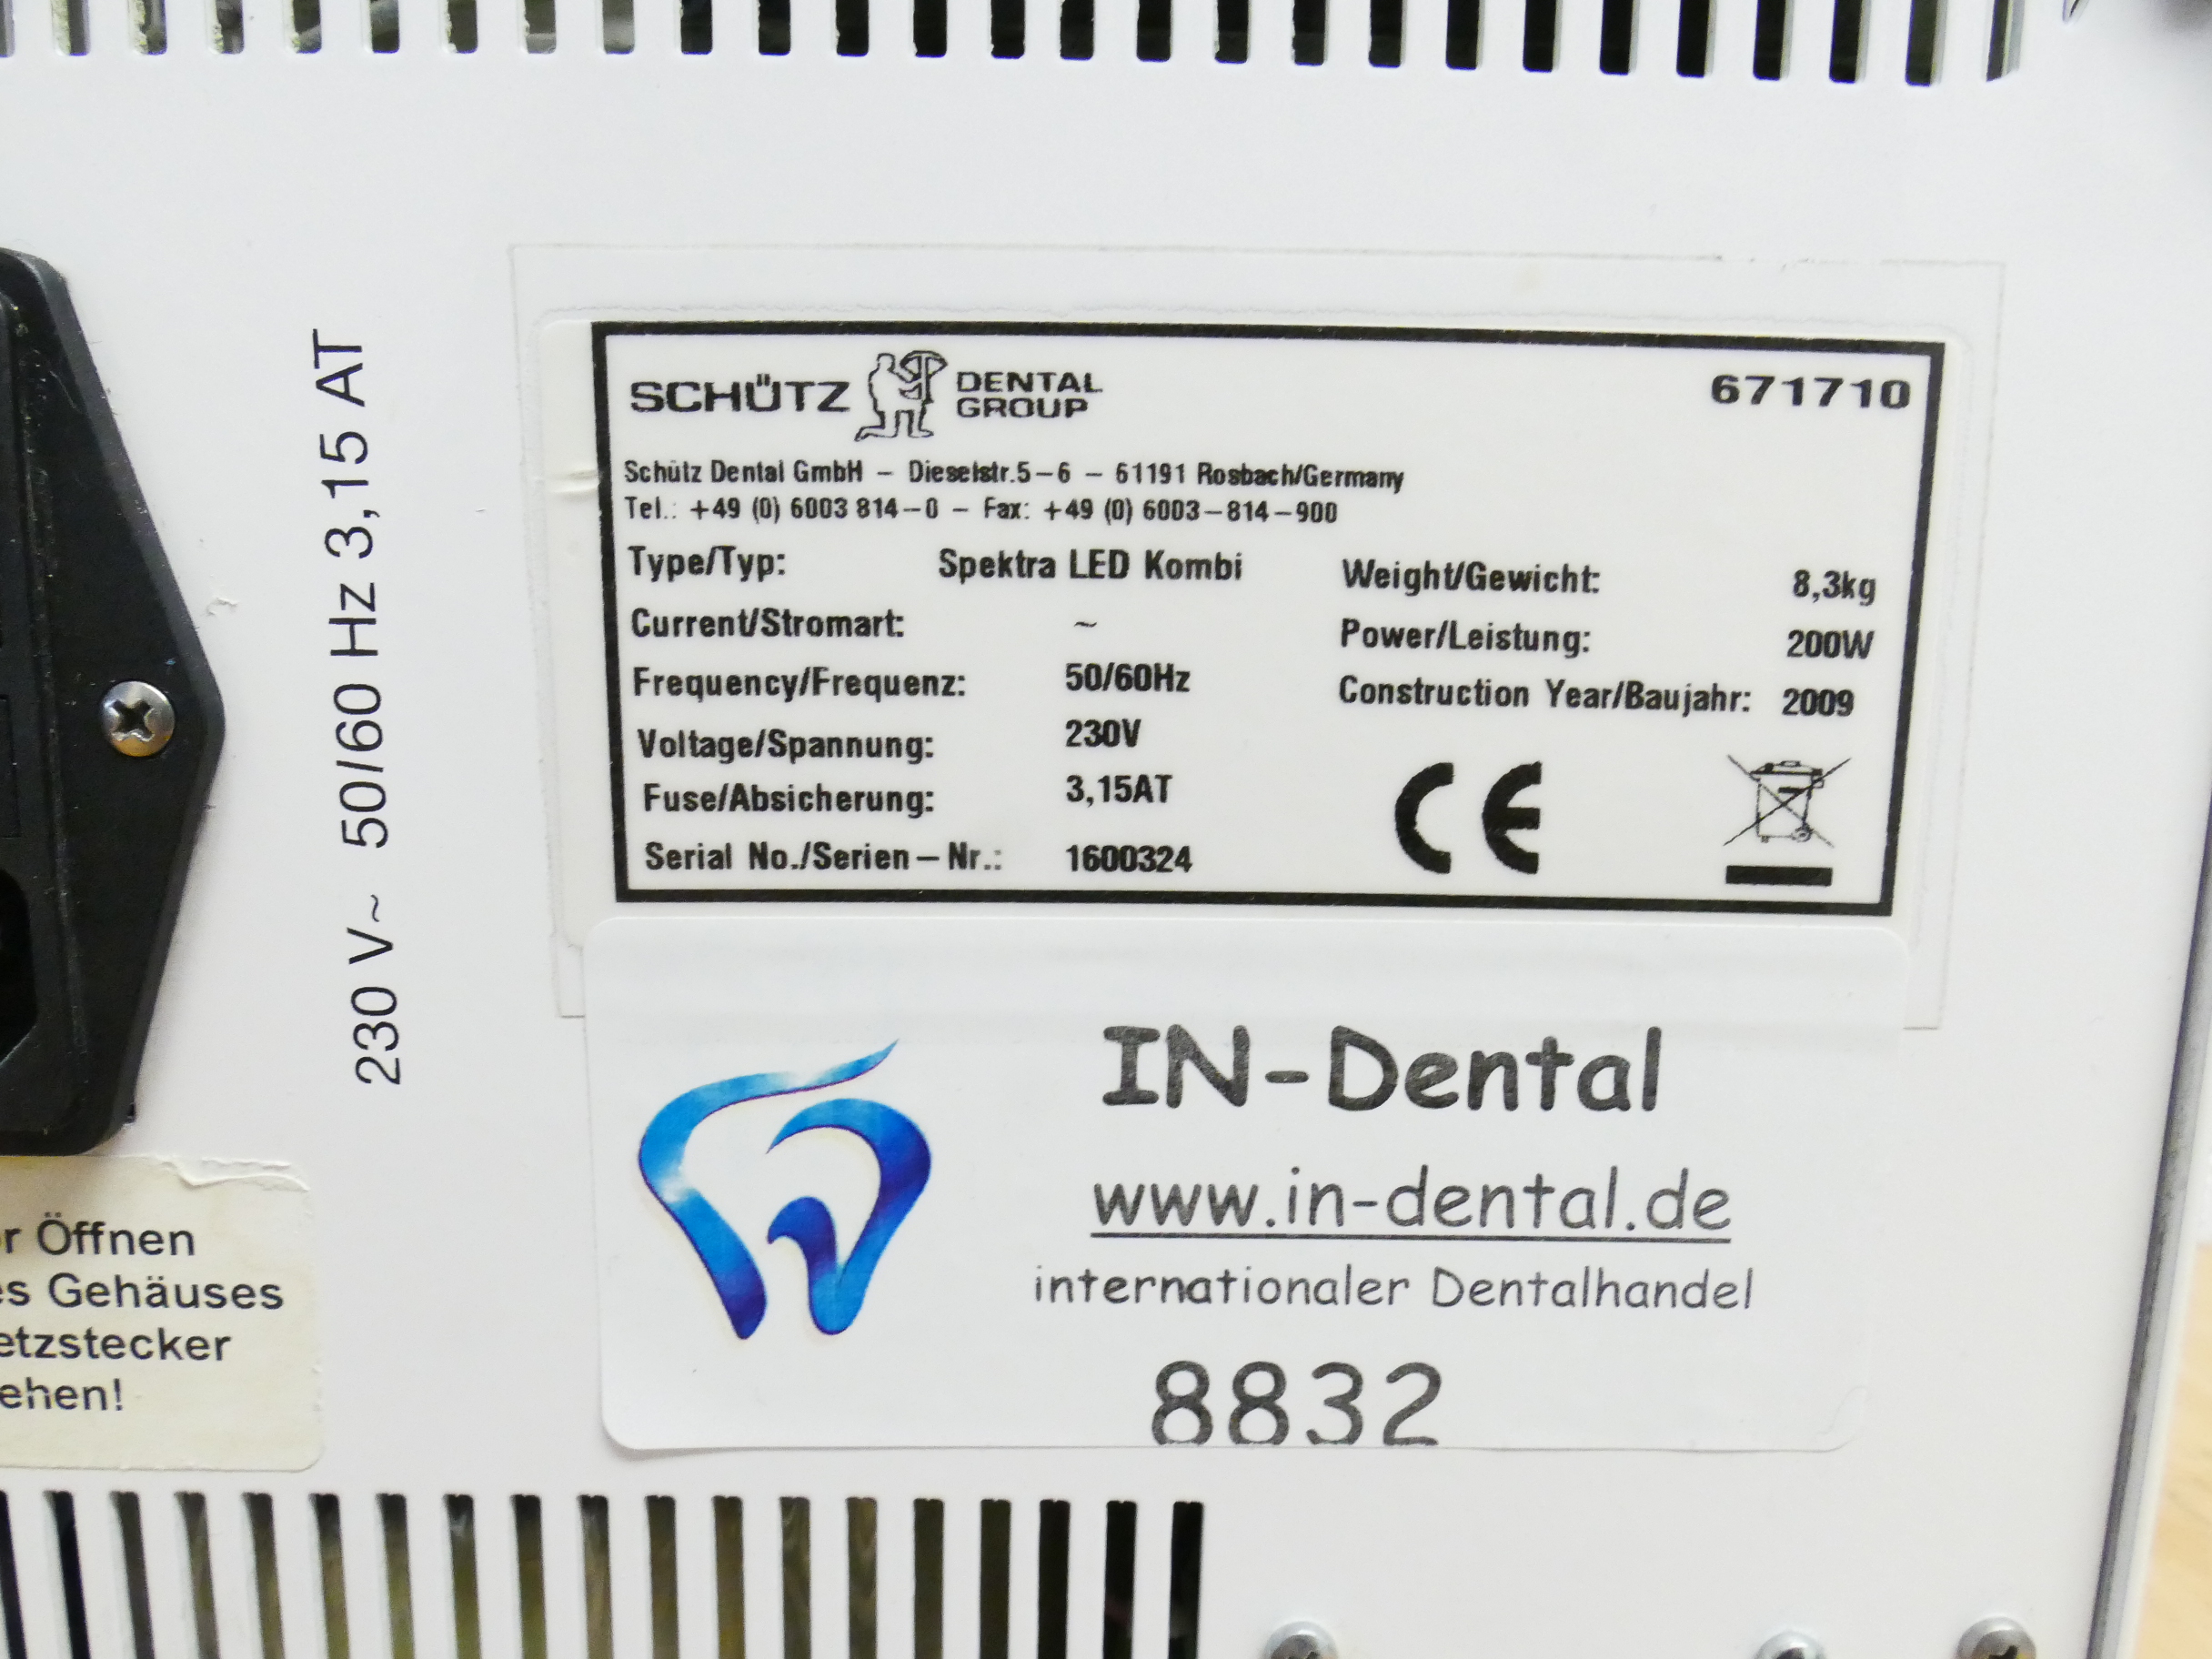 230 V~ 50/60 Hz 3,15 AT
SCHÜTZ DENTAL GROUP
671710
Schütz Dental GmbH – Dieselstr.5–6 – 61191 Rosbach/Germany
Tel.: +49 (0) 6003 814–0 – Fax: +49 (0) 6003–814–900
Type/Typ: Spektra LED Kombi
Current/Stromart: ~
Frequency/Frequenz: 50/60Hz
Voltage/Spannung: 230V
Fuse/Absicherung: 3,15AT
Serial No./Serien–Nr.: 1600324
Weight/Gewicht: 8,3kg
Power/Leistung: 200W
Construction Year/Baujahr: 2009
CE
IN-Dental
www.in-dental.de
internationaler Dentalhandel
8832
r Öffnen
es Gehäuses
etzstecker
ehen!